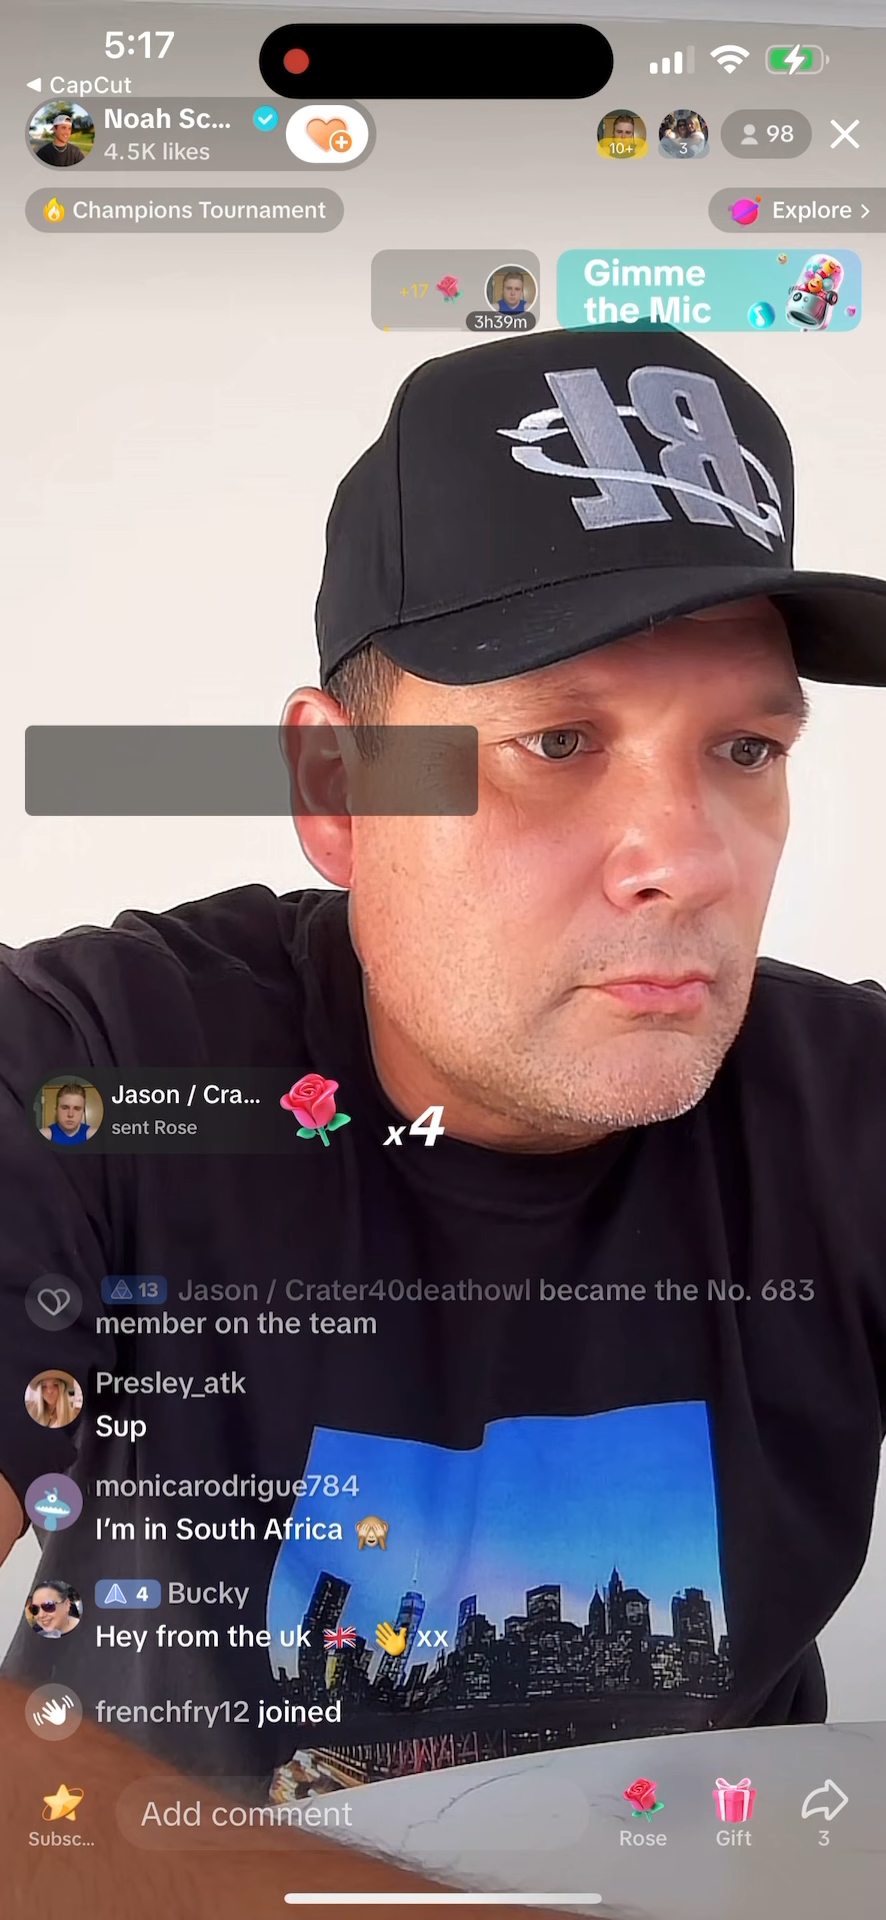 5:17
◀ CapCut
Noah Sc...
4.5K likes
10+
3
98
Champions Tournament
Explore >
+17
3h39m
Gimme
the Mic
RL
Jason / Cra...
sent Rose
x4
13 Jason / Crater40deathowl became the No. 683
member on the team
Presley_atk
Sup
monicarodrigue784
I'm in South Africa 🙈
4 Bucky
Hey from the uk 🇬🇧 👋 xx
frenchfry12 joined
Subsc...
Add comment
Rose
Gift
3